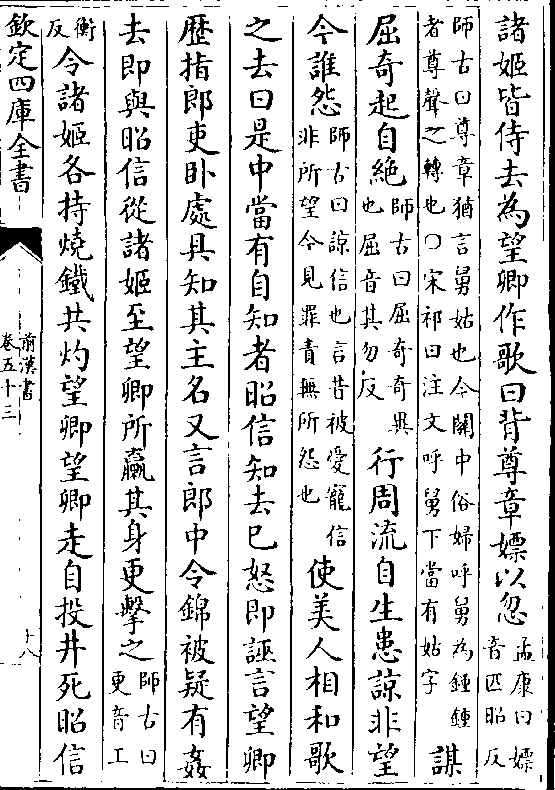 諸姬皆侍去為望卿作歌曰背尊章嫖以忽孟康曰嫖音匹昭反
師古曰尊章猶言舅姑也今關中俗婦呼舅為鍾鍾者尊聲之轉也○宋祁曰注文呼舅下當有姑字謀
屈奇起自絶師古曰屈奇奇異也屈音其勿反行周流自生患諒非望
今誰怨師古曰諒信也言昔被愛寵信非所望今見罪責無所怨也使美人相和歌
之去曰是中當有自知者昭信知去已怒即誣言望卿
歴指郎吏卧處具知其主名又言郎中令錦被疑有姦
去即與昭信從諸姬至望卿所臝其身更擊之師古曰更音工
衡反令諸姬各持燒鐵共灼望卿望卿走自投井死昭信
欽定四庫全書
前漢書
卷五十三
十八